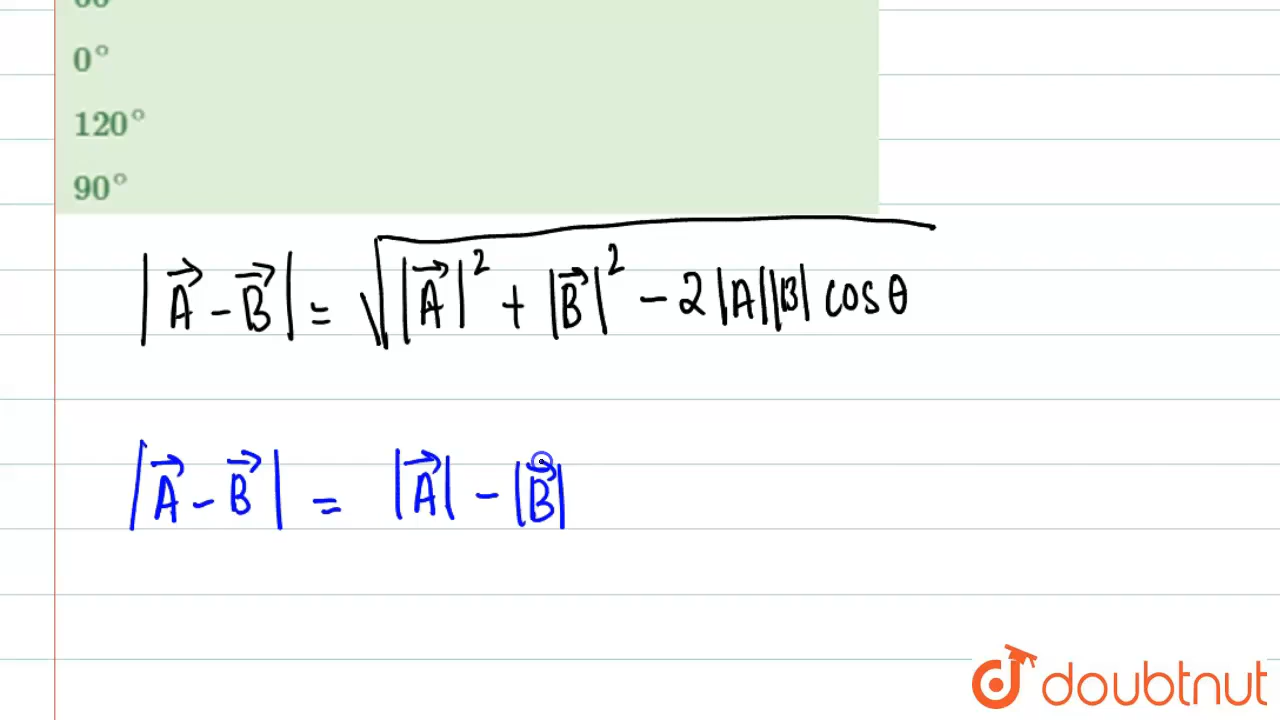 0°
120°
90°
|A⃗ - B⃗| = √|A⃗|² + |B⃗|² - 2|A||B| cos θ
|A⃗ - B⃗| = |A⃗| - |B⃗|
doubtnut